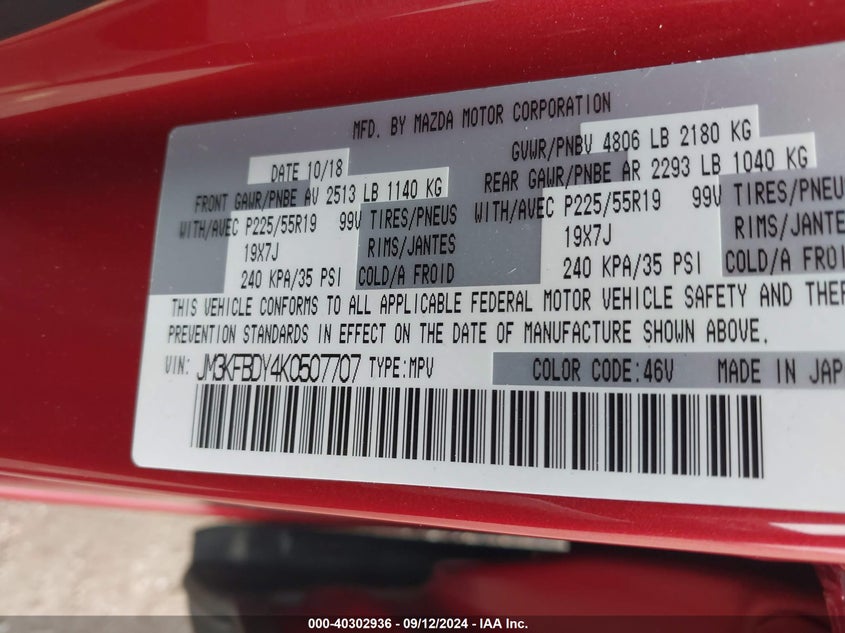 MFD. BY MAZDA MOTOR CORPORATION
DATE 10/18 GVWR/PNBV 4806 LB 2180 KG
FRONT GAWR/PNBE AV 2513 LB 1140 KG REAR GAWR/PNBE AR 2293 LB 1040 KG
WITH/AVEC P225/55R19 99V TIRES/PNEUS WITH/AVEC P225/55R19 99V TIRES/PNEU
19X7J RIMS/JANTES 19X7J RIMS/JANTES
240 KPA/35 PSI COLD/A FROID 240 KPA/35 PSI COLD/A FROI
THIS VEHICLE CONFORMS TO ALL APPLICABLE FEDERAL MOTOR VEHICLE SAFETY AND THEF
PREVENTION STANDARDS IN EFFECT ON THE DATE OF MANUFACTURE SHOWN ABOVE.
VIN: JM3KFBDY4K0507707 TYPE:MPV COLOR CODE:46V MADE IN JAP
000-40302936 - 09/12/2024 - IAA Inc.